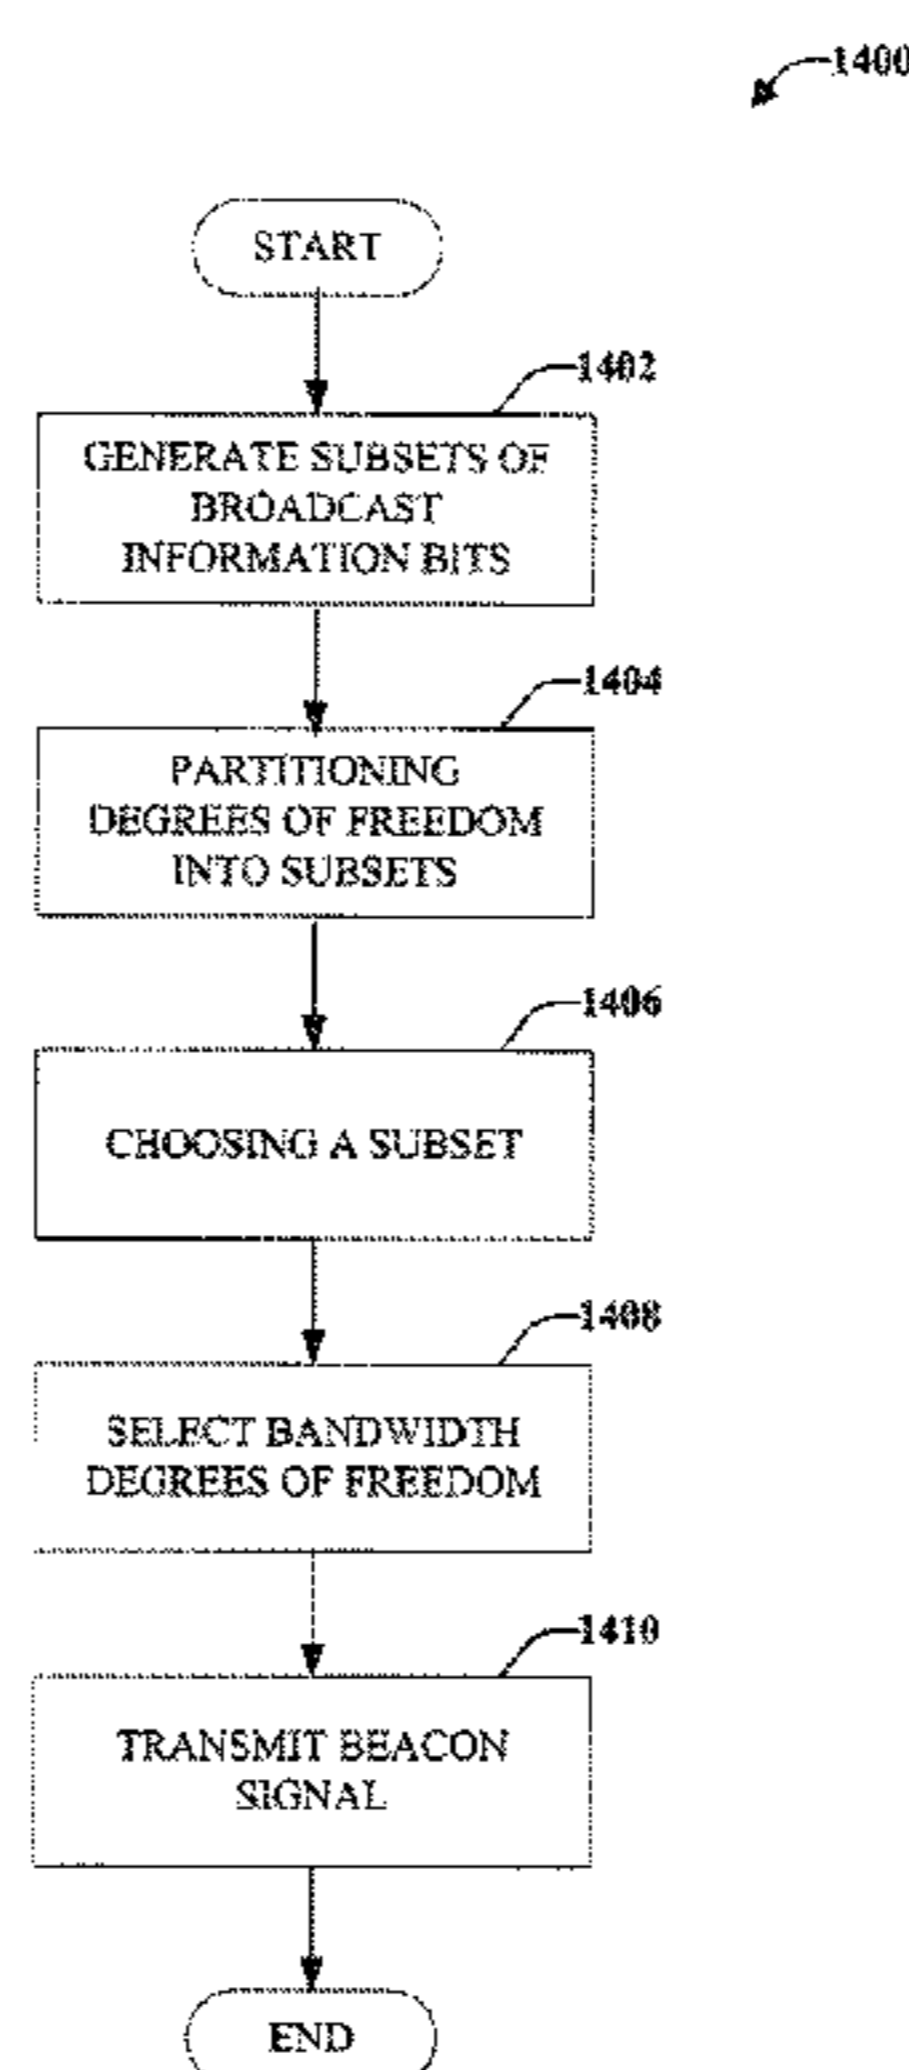 1400
START
1402
GENERATE SUBSETS OF
BROADCAST
INFORMATION BITS
1404
PARTITIONING
DEGREES OF FREEDOM
INTO SUBSETS
1406
CHOOSING A SUBSET
1408
SELECT BANDWIDTH
DEGREES OF FREEDOM
1410
TRANSMIT BEACON
SIGNAL
END